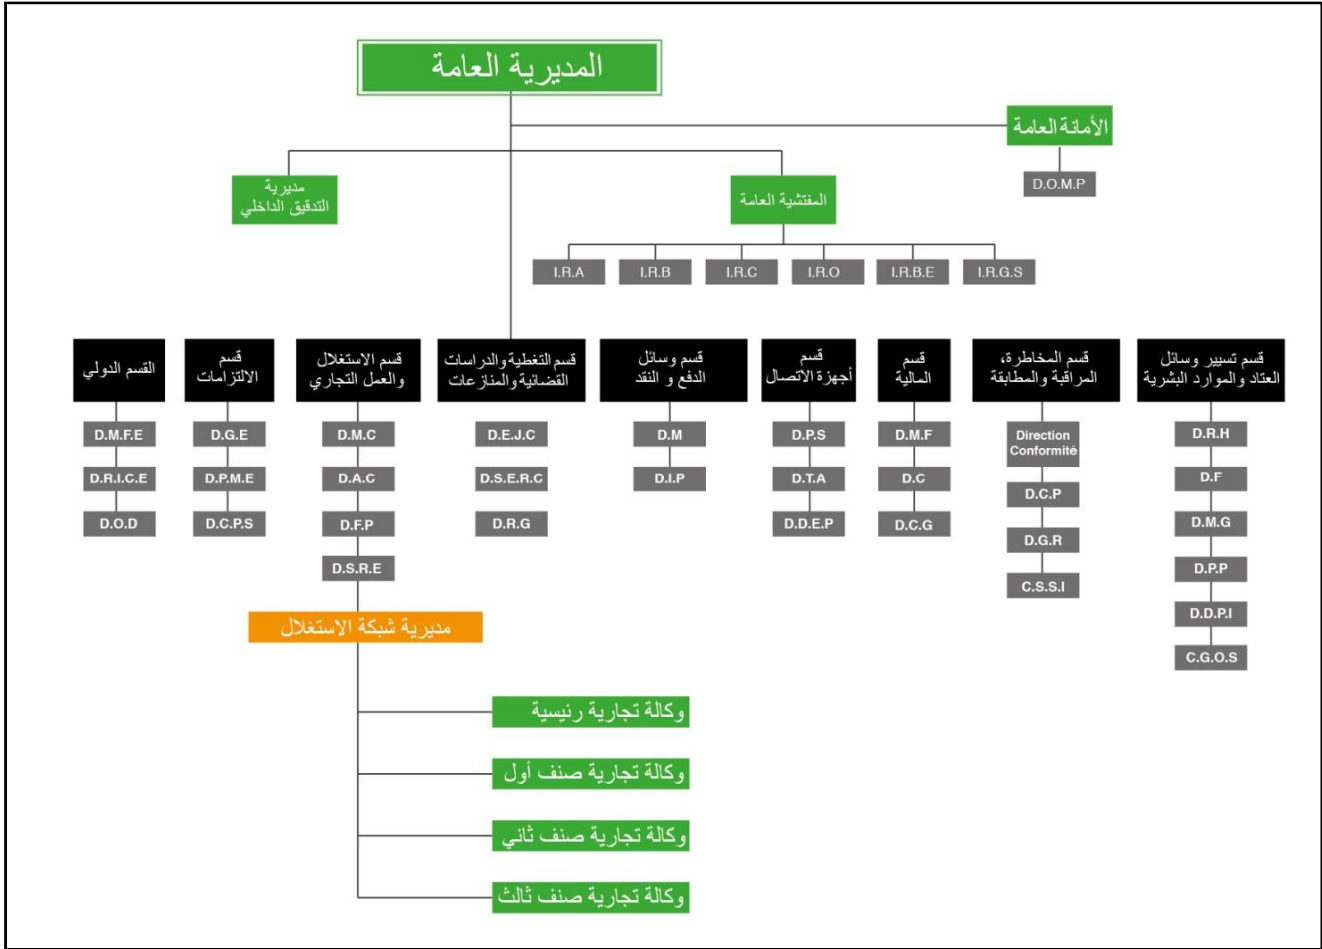 المديرية العامة
الأمانة العامة
D.O.M.P
مديرية
التدقيق الداخلي
المفتشية العامة
I.R.A
I.R.B
I.R.C
I.R.O
I.R.B.E
I.R.G.S
القسم الدولي
D.M.F.E
D.R.I.C.E
D.O.D
قسم
الالتزامات
D.G.E
D.P.M.E
D.C.P.S
قسم الاستغلال
والعمل التجاري
D.M.C
D.A.C
D.F.P
D.S.R.E
قسم التغطية والدراسات
القضائية والمنازعات
D.E.J.C
D.S.E.R.C
D.R.G
قسم وسائل
الدفع و النقد
D.M
D.I.P
قسم
أجهزة الاتصال
D.P.S
D.T.A
D.D.E.P
قسم
المالية
D.M.F
D.C
D.C.G
قسم المخاطرة،
المراقبة والمطابقة
Direction
Conformité
D.C.P
D.G.R
C.S.S.I
قسم تسيير وسائل
العتاد والموارد البشرية
D.R.H
D.F
D.M.G
D.P.P
D.D.P.I
C.G.O.S
مديرية شبكة الاستغلال
وكالة تجارية رئيسية
وكالة تجارية صنف أول
وكالة تجارية صنف ثاني
وكالة تجارية صنف ثالث